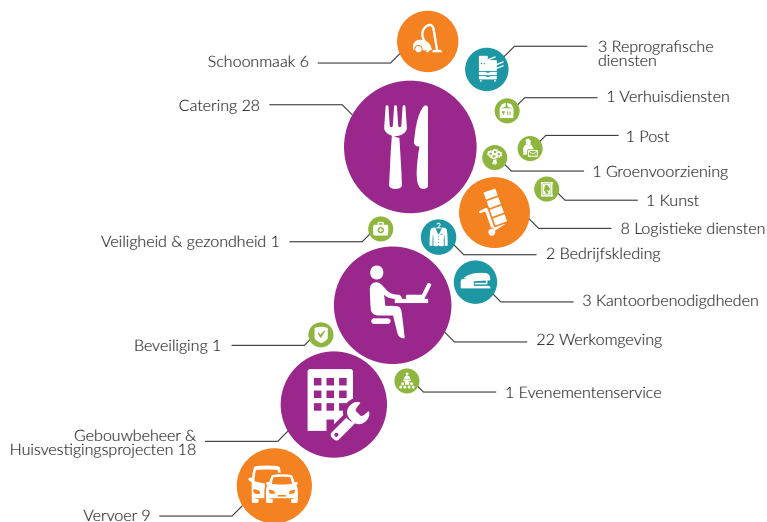 Schoonmaak 6
3 Reprografische
diensten
Catering 28
1 Verhuisdiensten
1 Post
1 Groenvoorziening
1 Kunst
8 Logistieke diensten
Veiligheid & gezondheid 1
2
2 Bedrijfskleding
3 Kantoorbenodigdheden
22 Werkomgeving
Beveiliging 1
1 Evenementenservice
Gebouwbeheer &
Huisvestigingsprojecten 18
Vervoer 9